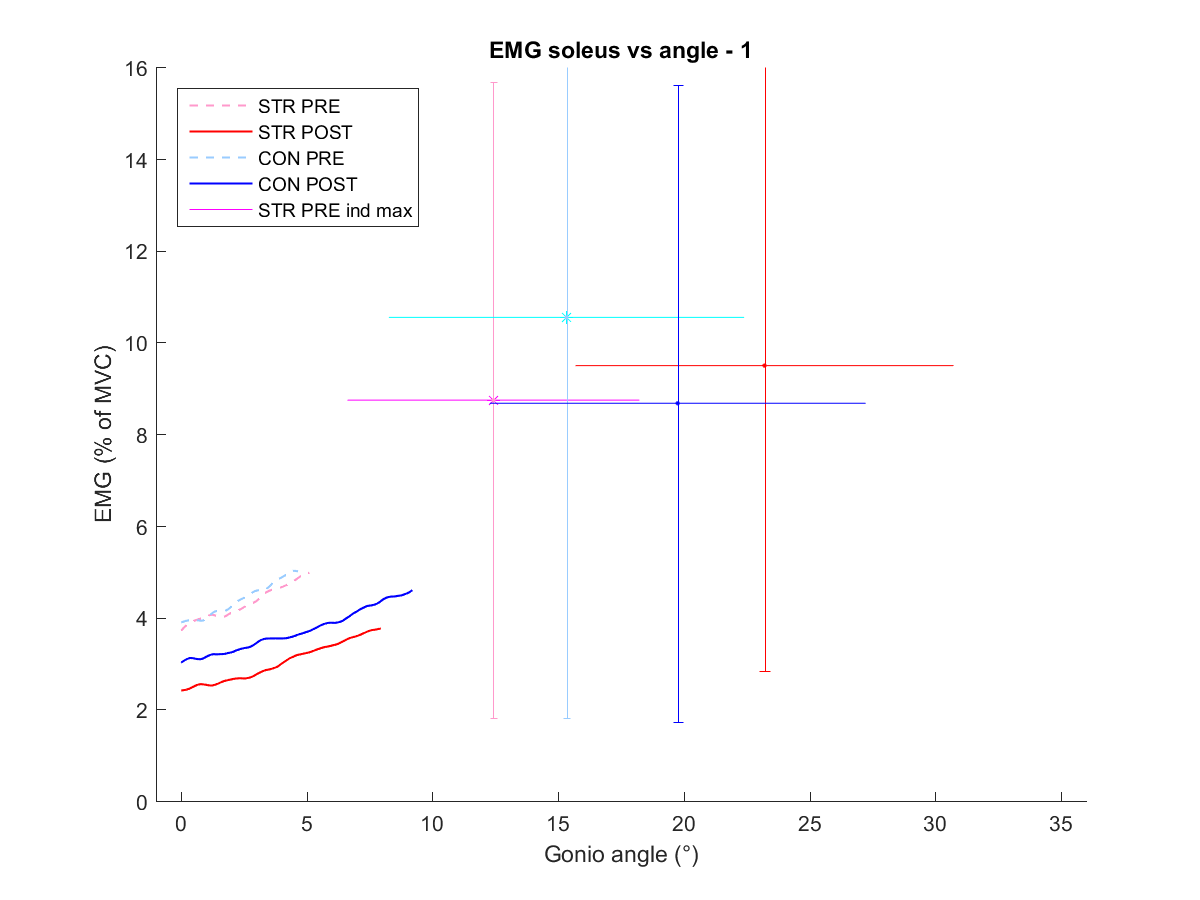 EMG soleus vs angle - 1
STR PRE
STR POST
CON PRE
CON POST
STR PRE ind max
EMG (% of MVC)
16
14
12
10
8
6
4
2
0
0 5 10 15 20 25 30 35
Gonio angle (°)